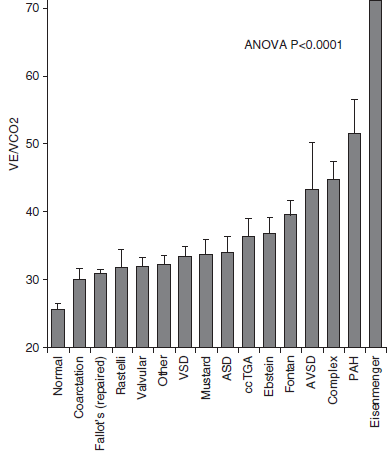 70
60
50
40
30
20
VE/VCO2
ANOVA P<0.0001
Normal
Coarctation
Fallot's (repaired)
Rastelli
Valvular
Other
VSD
Mustard
ASD
ccTGA
Ebstein
Fontan
AVSD
Complex
PAH
Eisenmenger